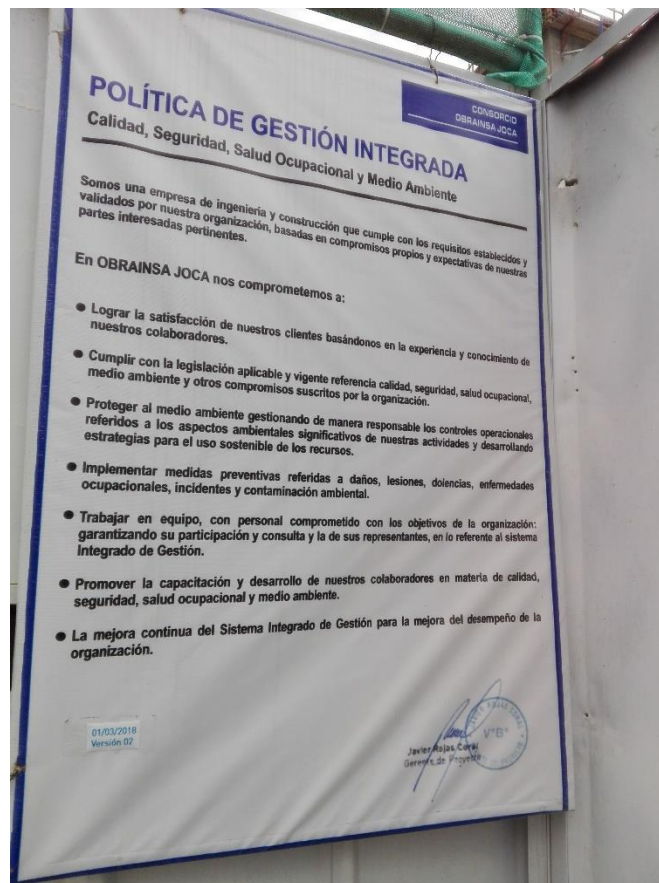 CONSORCIO
OBRAINSA JOCA
POLÍTICA DE GESTIÓN INTEGRADA
Calidad, Seguridad, Salud Ocupacional y Medio Ambiente
Somos una empresa de ingeniería y construcción que cumple con los requisitos establecidos y
validados por nuestra organización, basadas en compromisos propios y expectativas de nuestras
partes interesadas pertinentes.
En OBRAINSA JOCA nos comprometemos a:
● Lograr la satisfacción de nuestros clientes basándonos en la experiencia y conocimiento de
nuestros colaboradores.
● Cumplir con la legislación aplicable y vigente referencia calidad, seguridad, salud ocupacional,
medio ambiente y otros compromisos suscritos por la organización.
● Proteger al medio ambiente gestionando de manera responsable los controles operacionales
referidos a los aspectos ambientales significativos de nuestras actividades y desarrollando
estrategias para el uso sostenible de los recursos.
● Implementar medidas preventivas referidas a daños, lesiones, dolencias, enfermedades
ocupacionales, incidentes y contaminación ambiental.
● Trabajar en equipo, con personal comprometido con los objetivos de la organización:
garantizando su participación y consulta y la de sus representantes, en lo referente al sistema
Integrado de Gestión.
● Promover la capacitación y desarrollo de nuestros colaboradores en materia de calidad,
seguridad, salud ocupacional y medio ambiente.
● La mejora continua del Sistema Integrado de Gestión para la mejora del desempeño de la
organización.
01/03/2018
Versión 02
Javier Rojas Coral
Gerente de Proyecto
V°B°